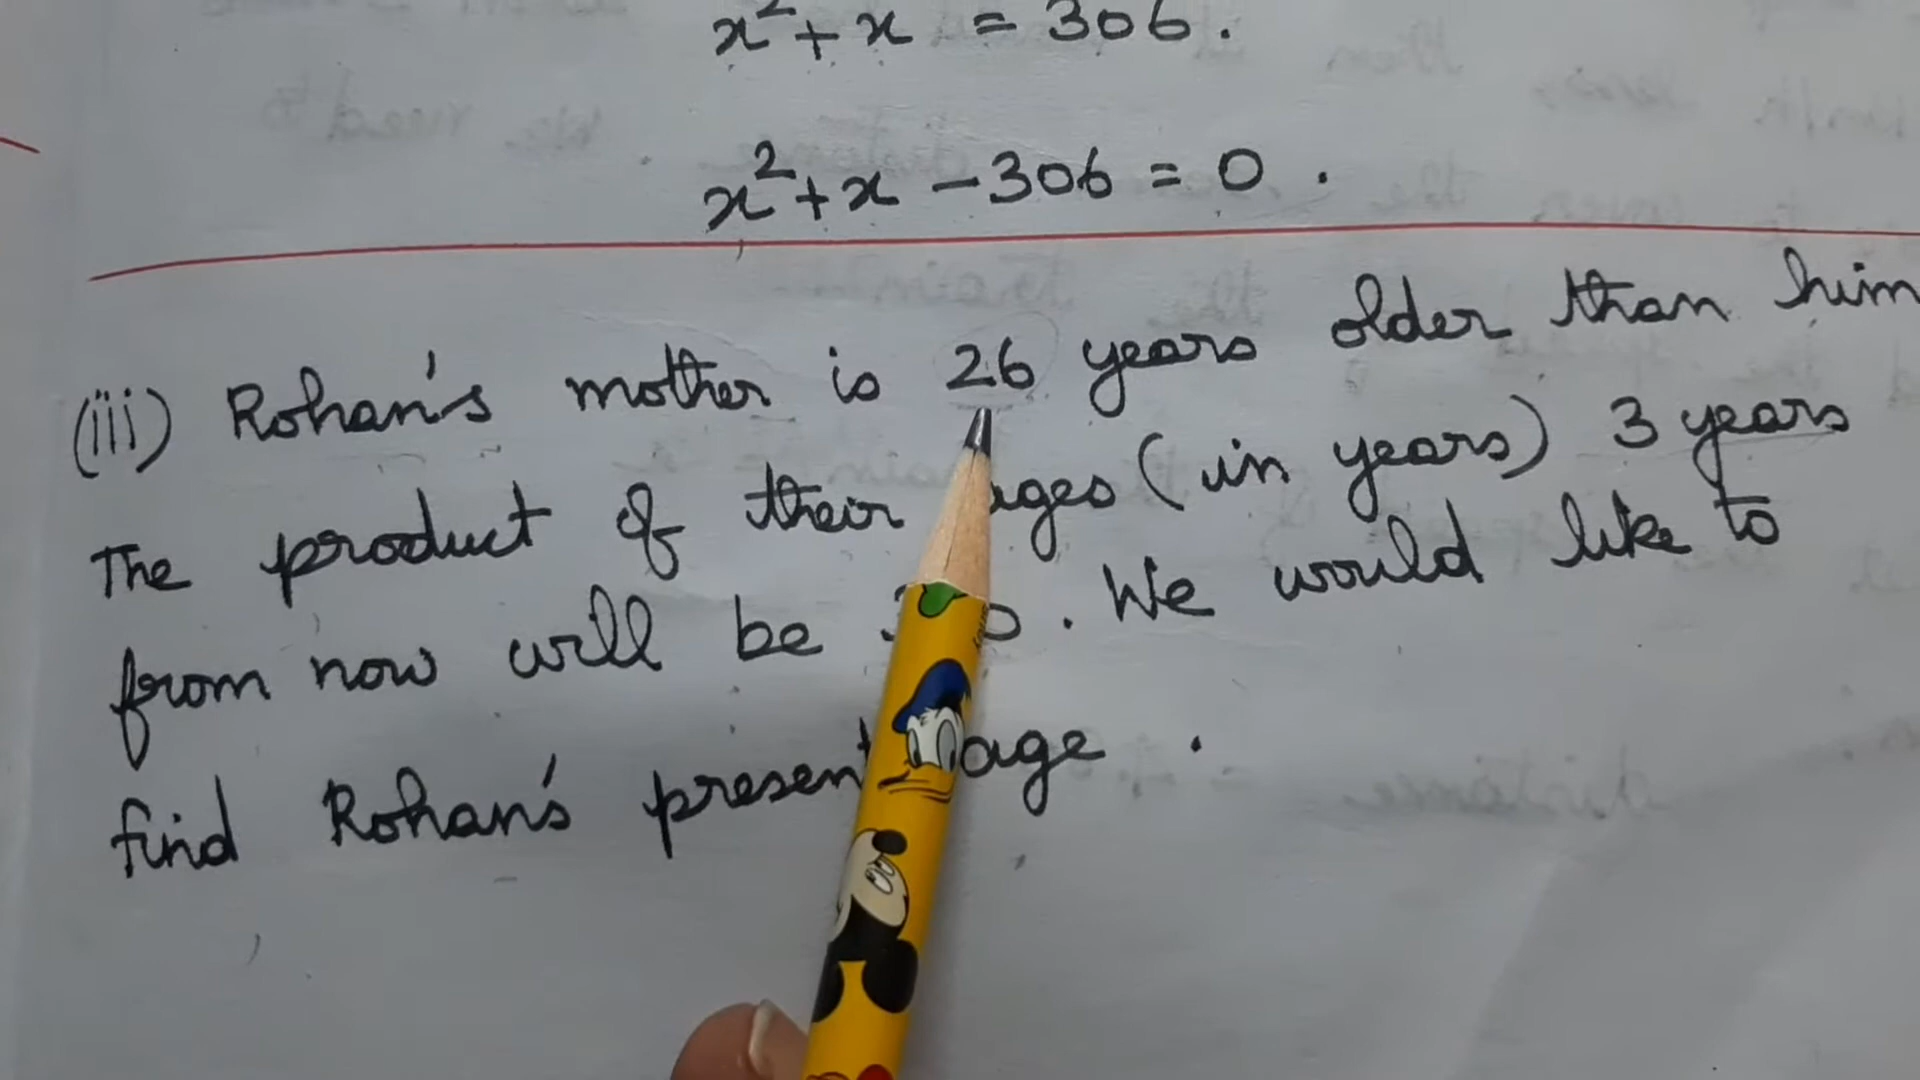 x² + x = 306.
x² + x - 306 = 0.
(iii) Rohan's mother is 26 years older than him
The product of their ages (in years) 3 years
from now will be . We would like to
find Rohan's present age.